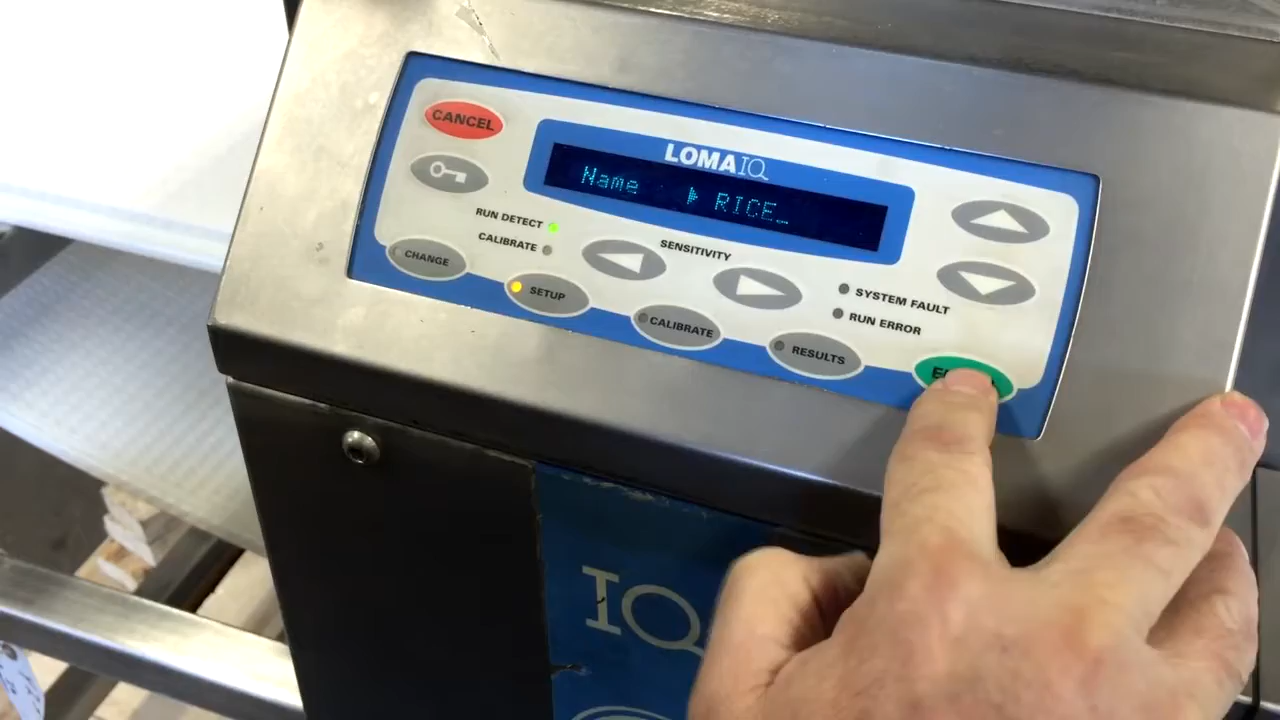 CANCEL
LOMA IQ
Name ▶ RICE_
RUN DETECT
CALIBRATE
SENSITIVITY
CHANGE
SETUP
CALIBRATE
RESULTS
SYSTEM FAULT
RUN ERROR
IQ